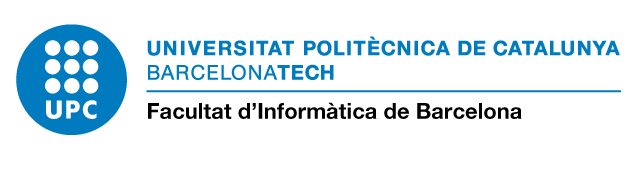 UPC
UNIVERSITAT POLITÈCNICA DE CATALUNYA
BARCELONATECH
Facultat d'Informàtica de Barcelona